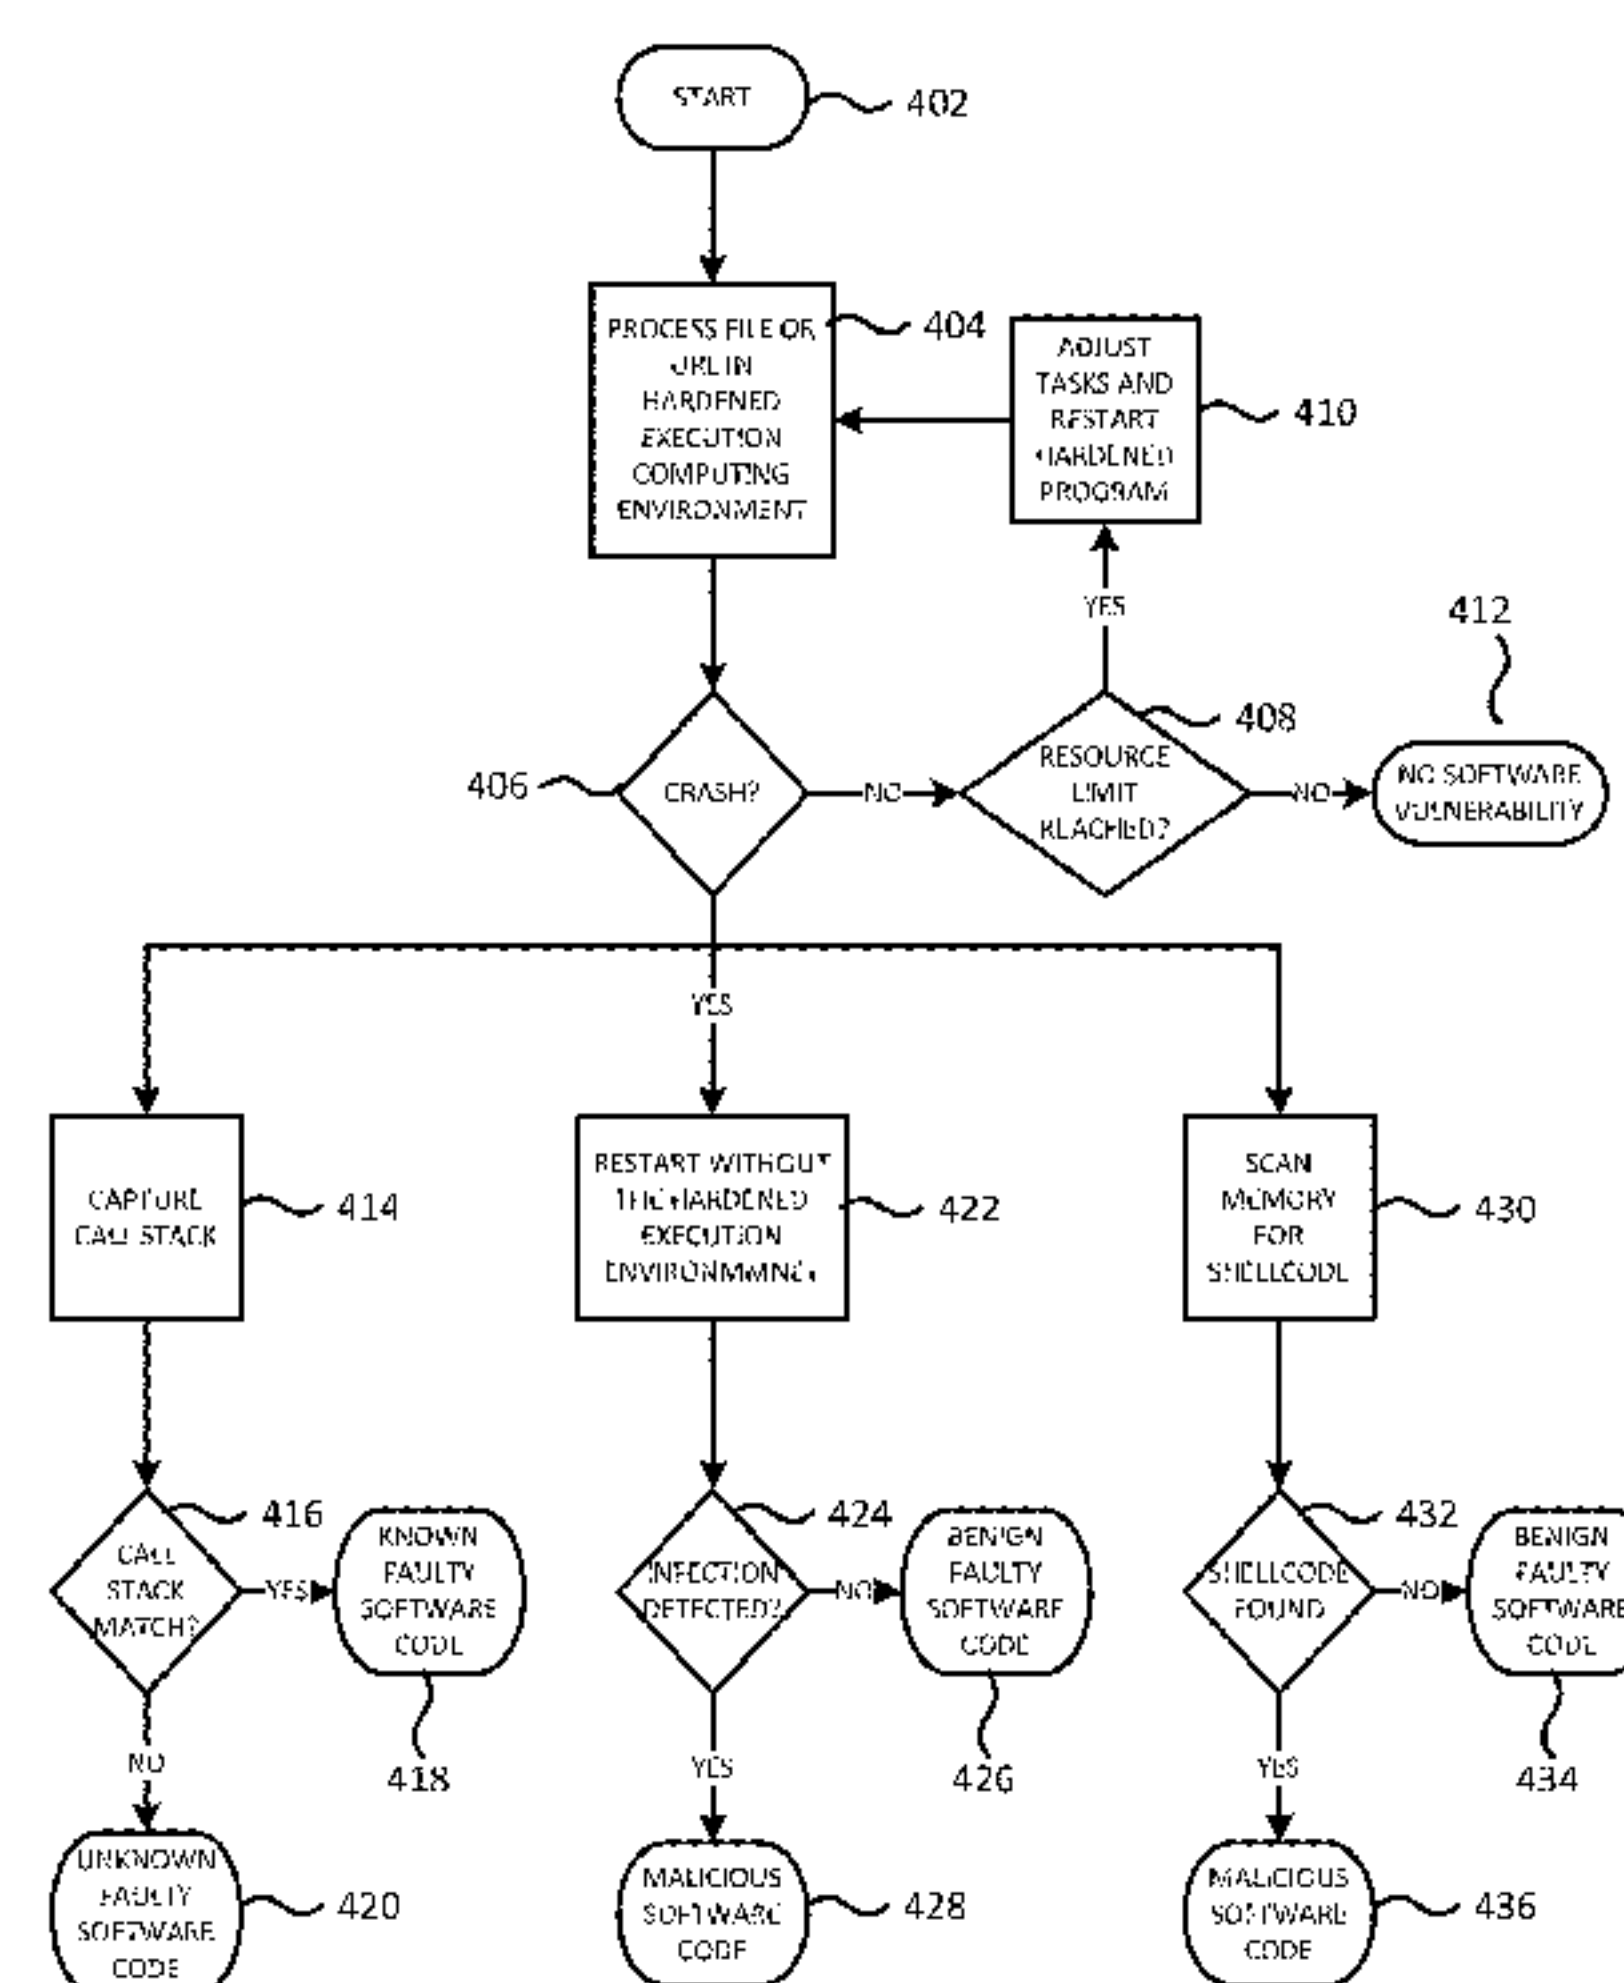 START
402
PROCESS FILE OR
URL IN
HARDENED
EXECUTION
COMPUTING
ENVIRONMENT
404
ADJUST
TASKS AND
RESTART
HARDENED
PROGRAM
410
YES
412
406
CRASH?
NO
408
RESOURCE
LIMIT
REACHED?
NO
NO SOFTWARE
VULNERABILITY
YES
CAPTURE
CALL STACK
414
RESTART WITHOUT
THE HARDENED
EXECUTION
422
SCAN
MEMORY
FOR
SHELLCODE
430
416
CALL
STACK
MATCH?
YES
KNOWN
FAULTY
SOFTWARE
CODE
418
424
INFECTION
DETECTED?
NO
BENIGN
FAULTY
SOFTWARE
CODE
426
432
SHELLCODE
FOUND
NO
BENIGN
FAULTY
SOFTWARE
CODE
434
NO
YES
YES
UNKNOWN
FAULTY
SOFTWARE
CODE
420
MALICIOUS
SOFTWARE
CODE
428
MALICIOUS
SOFTWARE
CODE
436